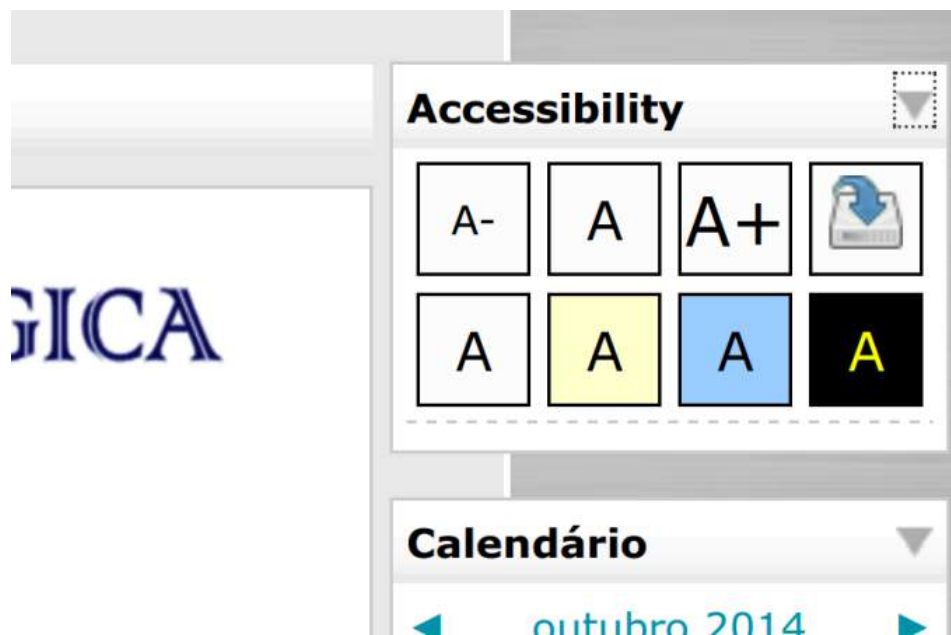 Accessibility
A- A A+
GICA
A A A A
Calendário
outubro 2014